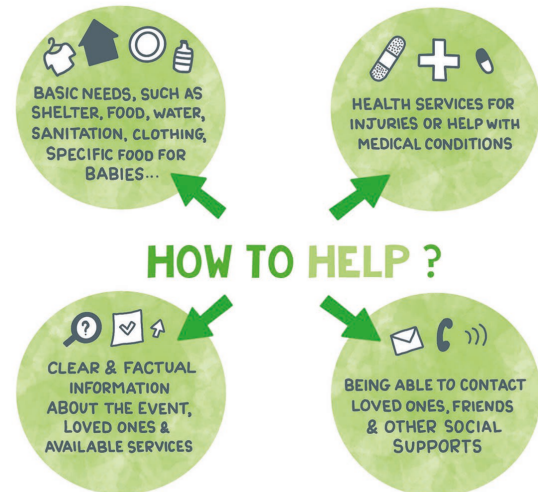 BASIC NEEDS, SUCH AS
SHELTER, FOOD, WATER,
SANITATION, CLOTHING,
SPECIFIC FOOD FOR
BABIES...
HEALTH SERVICES FOR
INJURIES OR HELP WITH
MEDICAL CONDITIONS
HOW TO HELP ?
CLEAR & FACTUAL
INFORMATION
ABOUT THE EVENT,
LOVED ONES &
AVAILABLE SERVICES
BEING ABLE TO CONTACT
LOVED ONES, FRIENDS
& OTHER SOCIAL
SUPPORTS